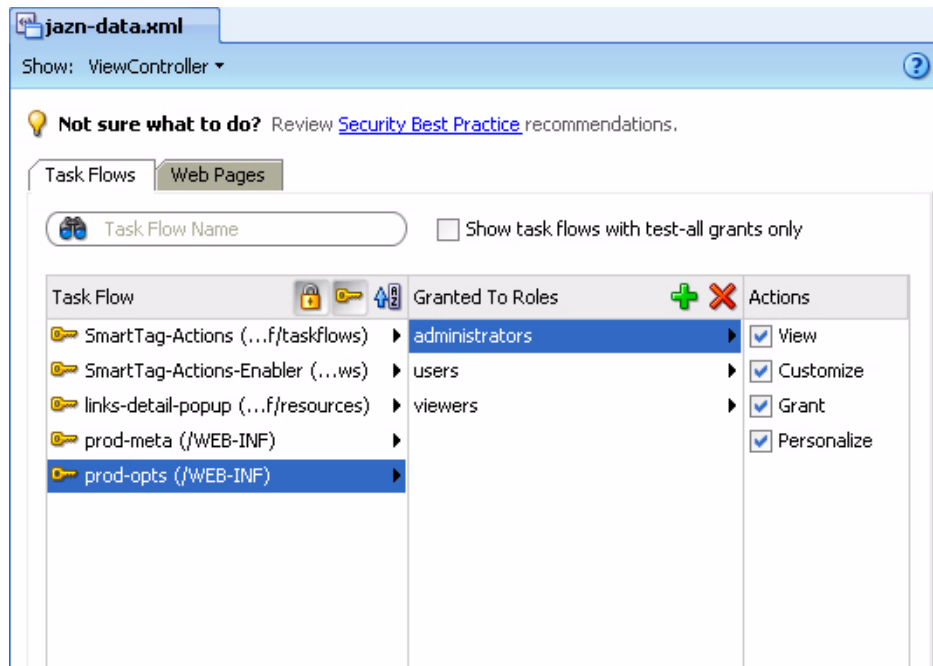 jazn-data.xml
Show: ViewController
Not sure what to do? Review Security Best Practice recommendations.
Task Flows Web Pages
Task Flow Name Show task flows with test-all grants only
Task Flow Granted To Roles Actions
SmartTag-Actions (...f/taskflows) administrators View
SmartTag-Actions-Enabler (...ws) users Customize
links-detail-popup (...f/resources) viewers Grant
prod-meta (/WEB-INF) Personalize
prod-opts (/WEB-INF)